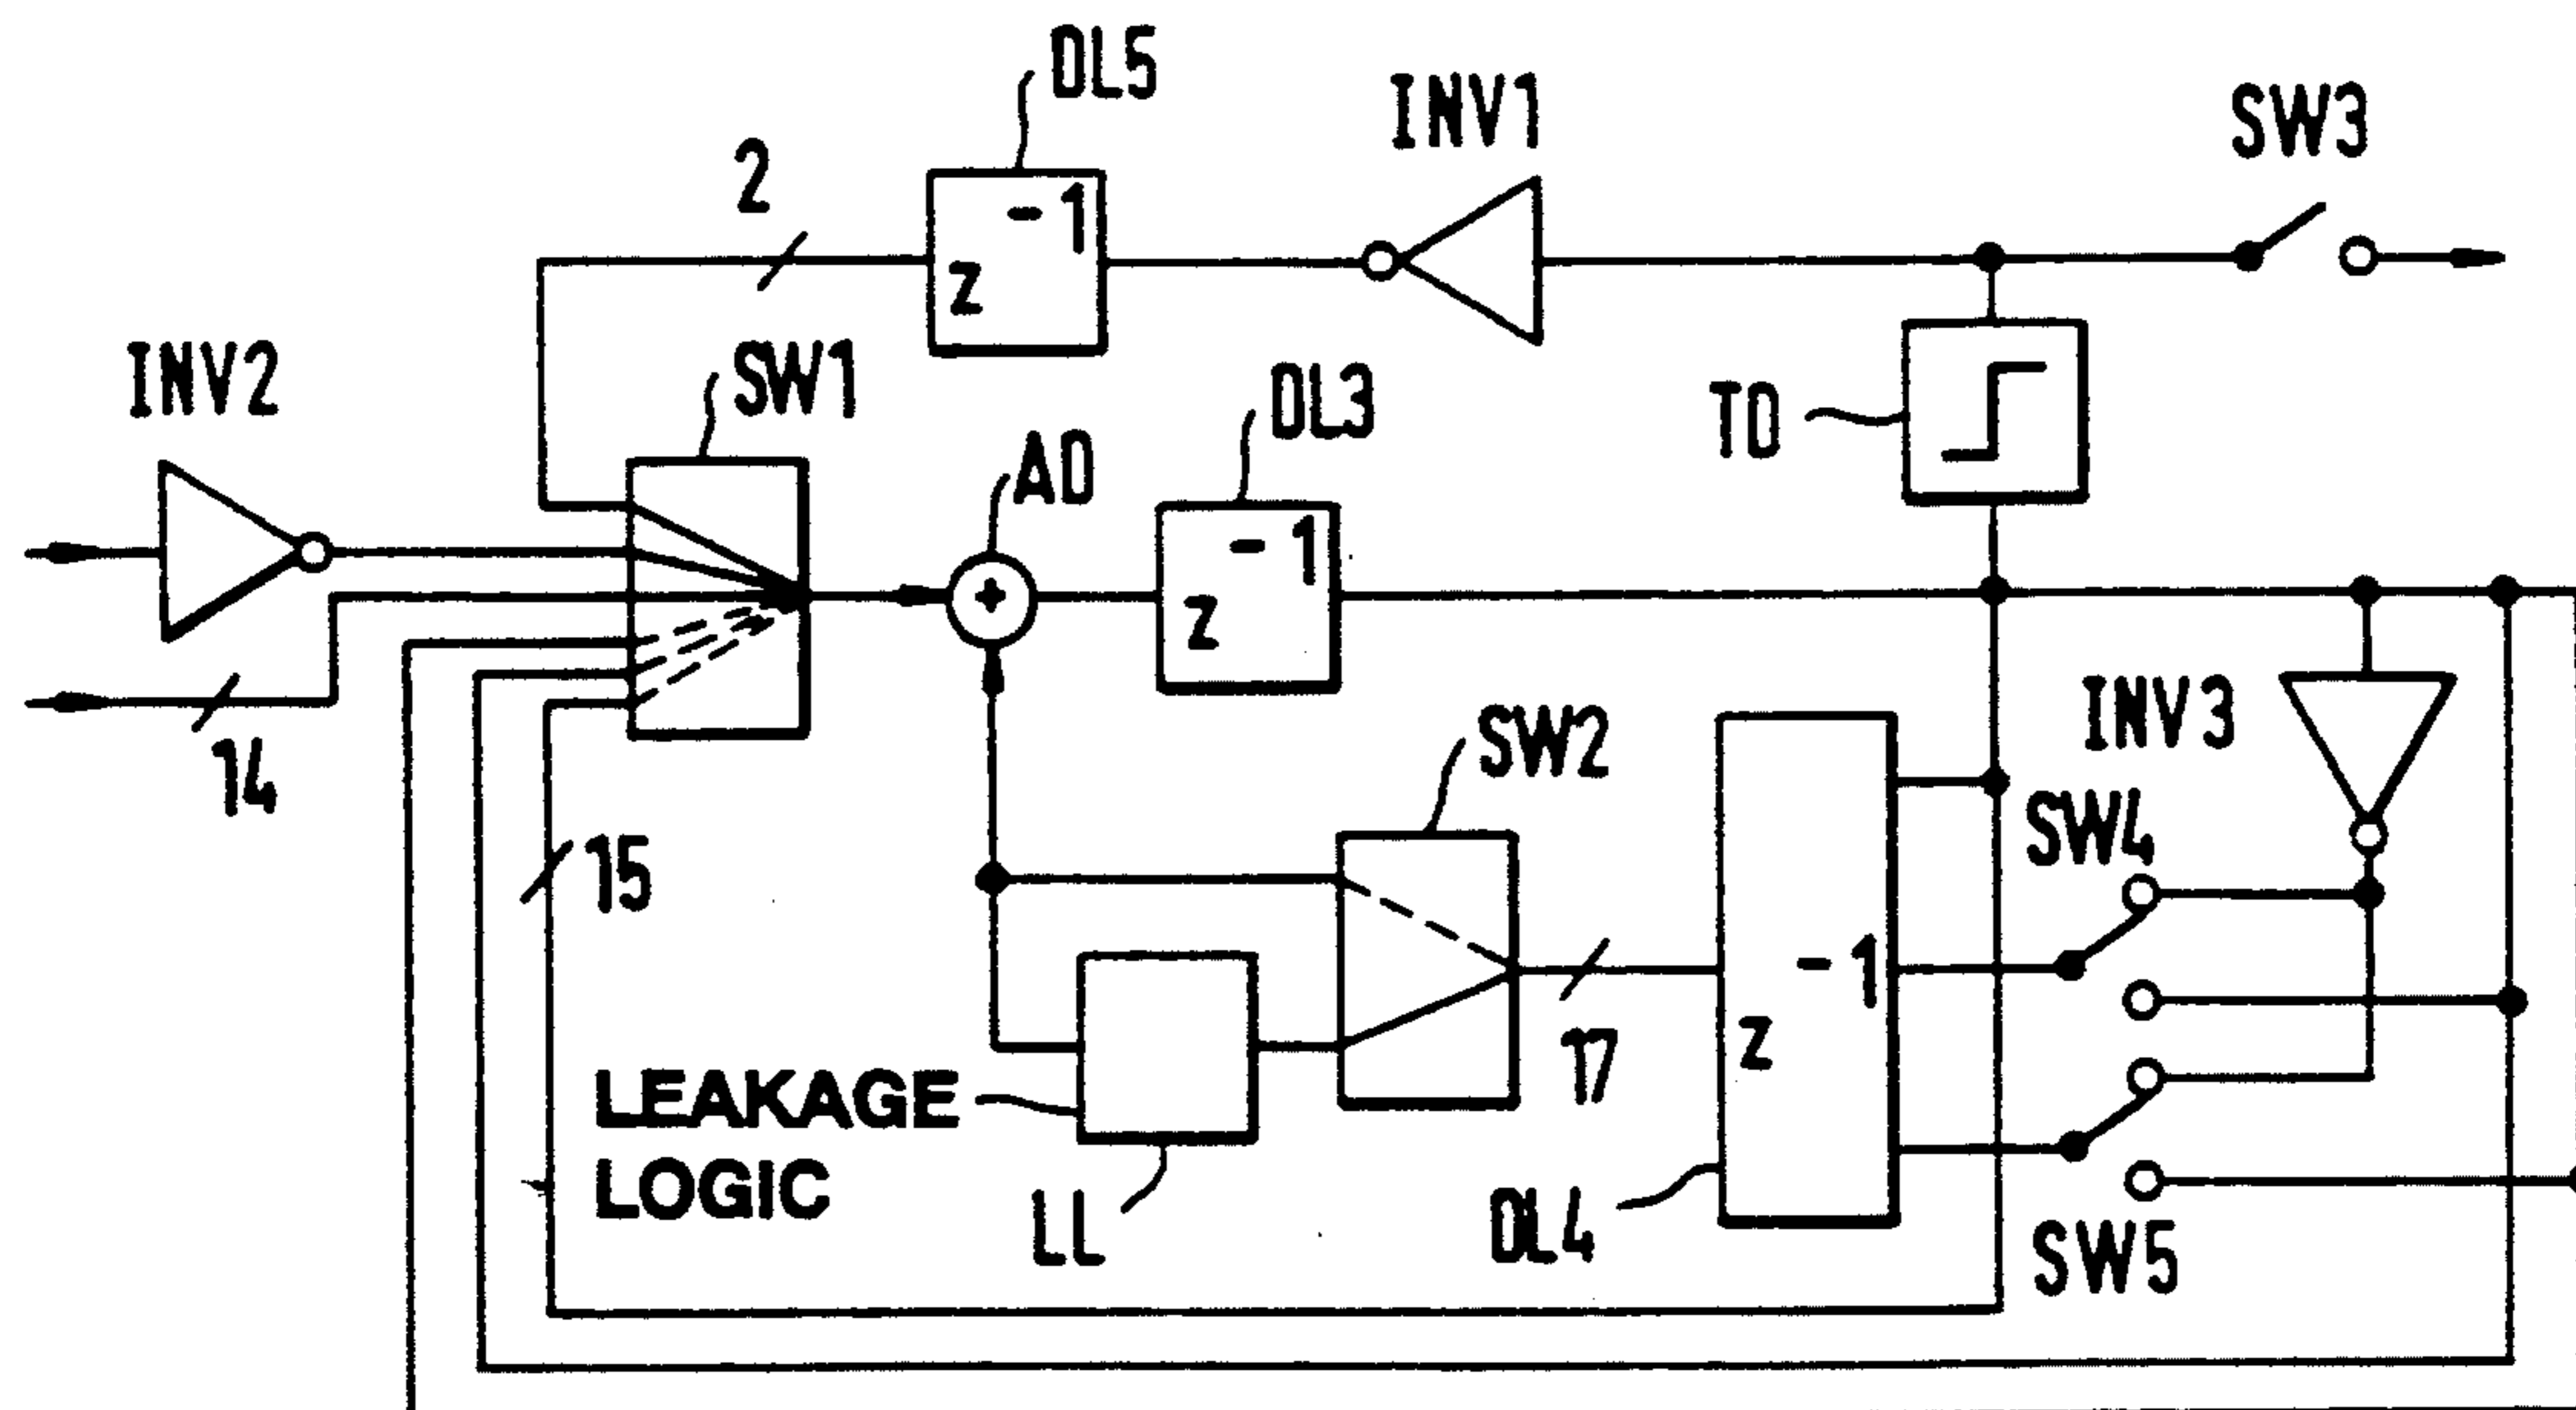 DL5
INV1
SW3
2
z -1
INV2
SW1
DL3
TD
AD
+
z -1
14
SW2
INV3
SW4
15
z -1
17
LEAKAGE
LOGIC
LL
DL4
SW5